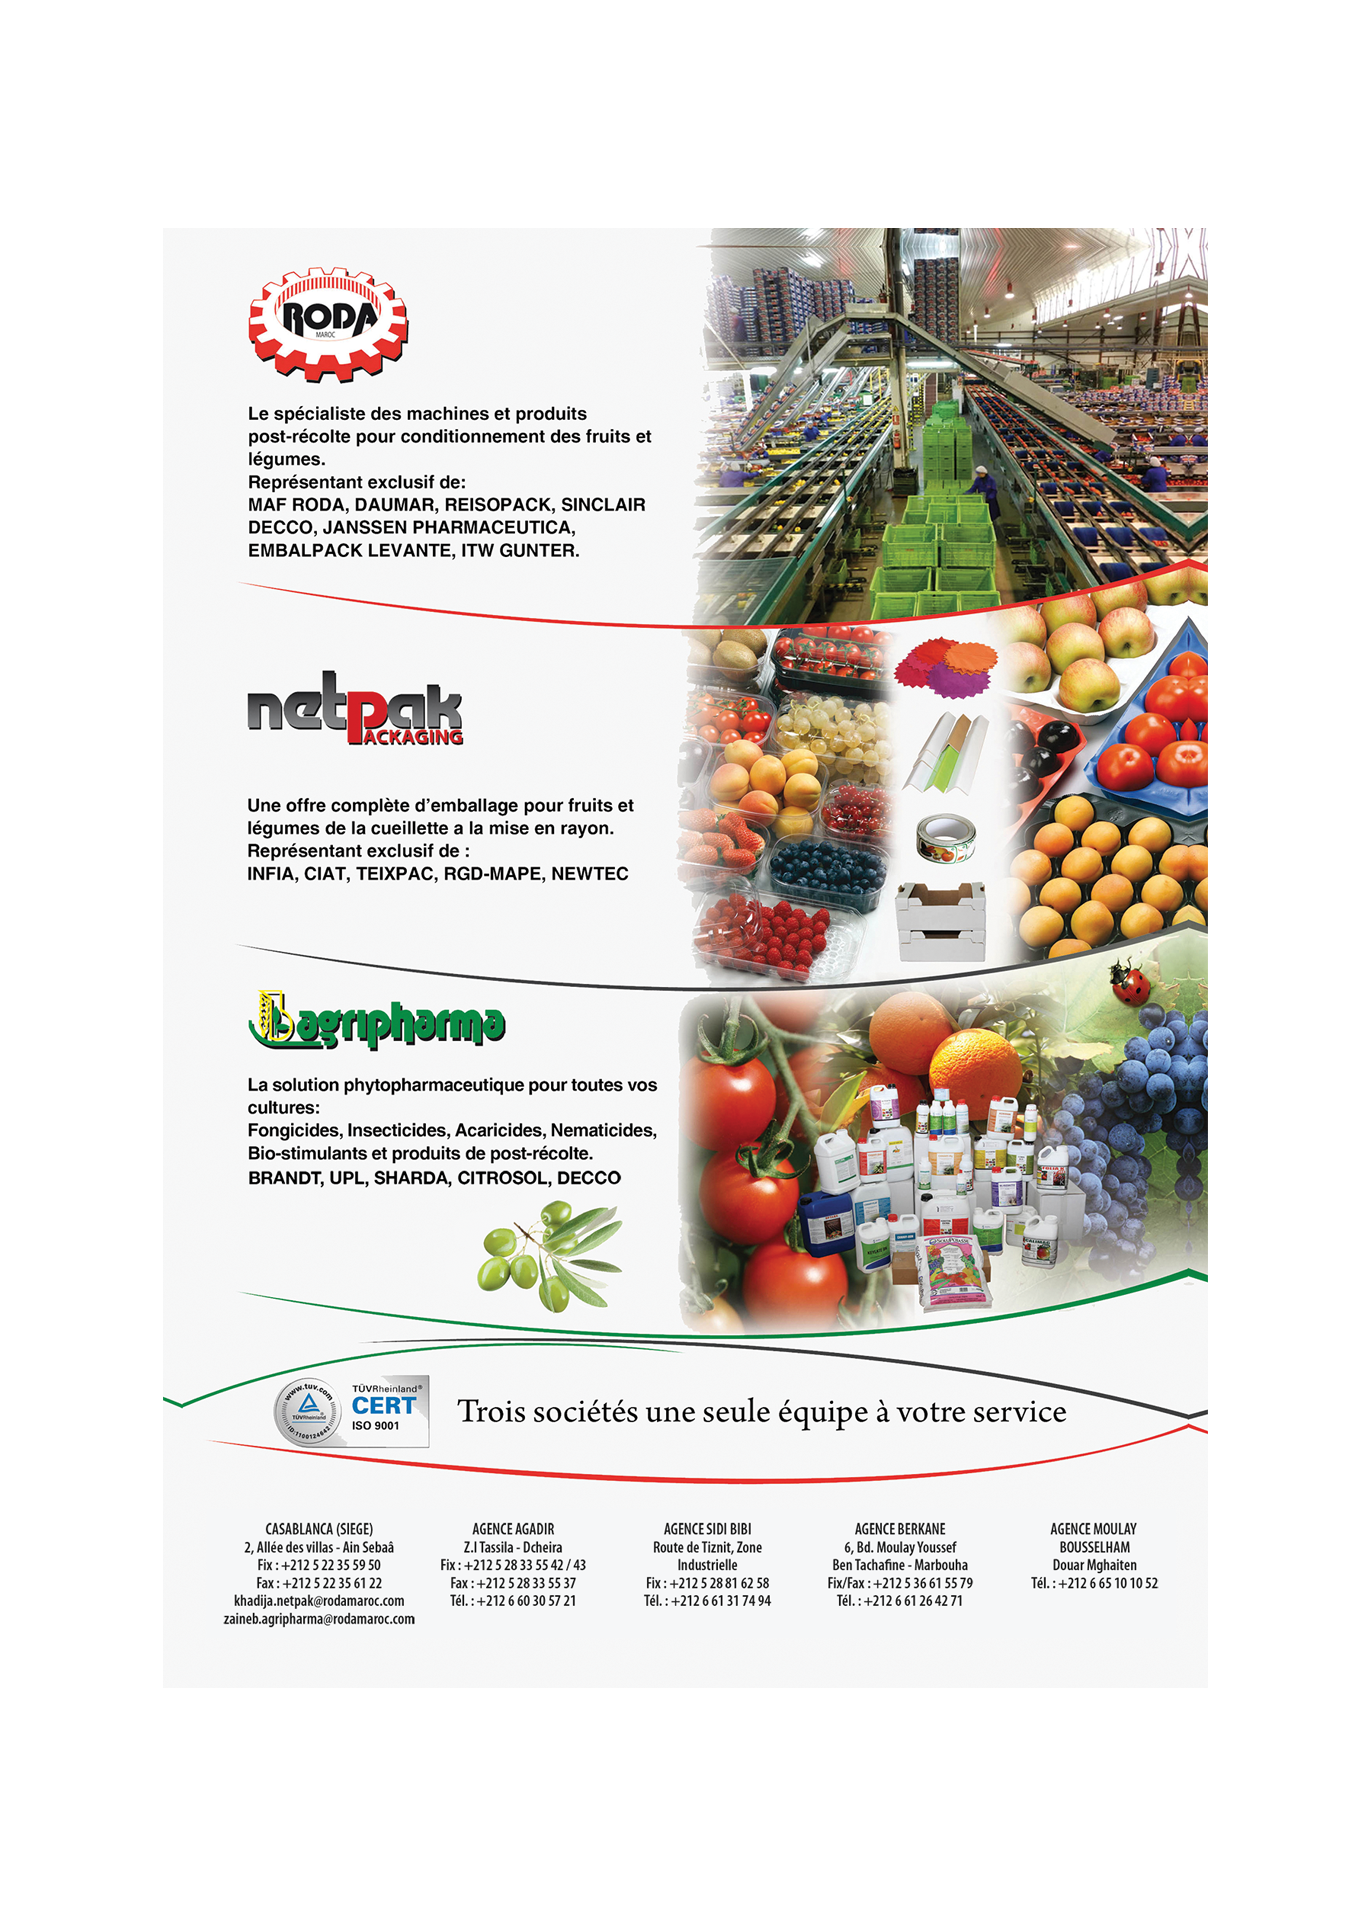 RODA
MAROC
Le spécialiste des machines et produits
post-récolte pour conditionnement des fruits et
légumes.
Représentant exclusif de:
MAF RODA, DAUMAR, REISOPACK, SINCLAIR
DECCO, JANSSEN PHARMACEUTICA,
EMBALPACK LEVANTE, ITW GUNTER.
netpak
PACKAGING
Une offre complète d'emballage pour fruits et
légumes de la cueillette a la mise en rayon.
Représentant exclusif de :
INFIA, CIAT, TEIXPAC, RGD-MAPE, NEWTEC
agripharma
La solution phytopharmaceutique pour toutes vos
cultures:
Fongicides, Insecticides, Acaricides, Nematicides,
Bio-stimulants et produits de post-récolte.
BRANDT, UPL, SHARDA, CITROSOL, DECCO
www.tuv.com
TÜVRheinland
ID:1100124642
TÜVRheinland®
CERT
ISO 9001
Trois sociétés une seule équipe à votre service
CASABLANCA (SIEGE)
2, Allée des villas - Ain Sebaâ
Fix : +212 5 22 35 59 50
Fax : +212 5 22 35 61 22
khadija.netpak@rodamaroc.com
zaineb.agripharma@rodamaroc.com
AGENCE AGADIR
Z.I Tassila - Dcheira
Fix : +212 5 28 33 55 42 / 43
Fax : +212 5 28 33 55 37
Tél. : +212 6 60 30 57 21
AGENCE SIDI BIBI
Route de Tiznit, Zone
Industrielle
Fix : +212 5 28 81 62 58
Tél. : +212 6 61 31 74 94
AGENCE BERKANE
6, Bd. Moulay Youssef
Ben Tachafine - Marbouha
Fix/Fax : +212 5 36 61 55 79
Tél. : +212 6 61 26 42 71
AGENCE MOULAY
BOUSSELHAM
Douar Mghaiten
Tél. : +212 6 65 10 10 52